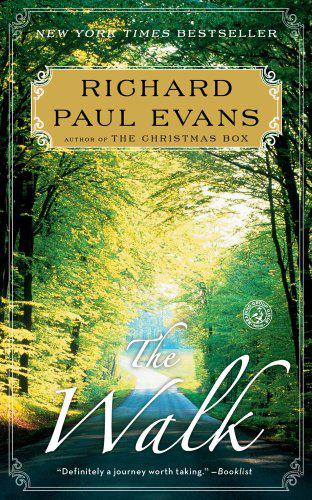 NEW YORK TIMES BESTSELLER
RICHARD
PAUL EVANS
AUTHOR OF THE CHRISTMAS BOX
The
Walk
"Definitely a journey worth taking." —Booklist